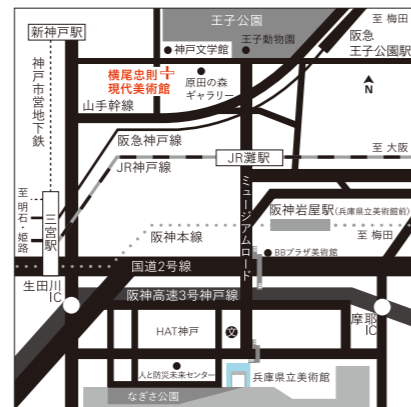 王子公園
至 梅田
新神戸駅
神戸文学館
王子動物園
阪急
王子公園駅
横尾忠則
現代美術館
原田の森
ギャラリー
N
神戸市営地下鉄
山手幹線
阪急神戸線
JR神戸線
JR灘駅
至 大阪
至 明石・姫路
三宮駅
ミュージアムロード
阪神岩屋駅(兵庫県立美術館前)
阪神本線
至 梅田
BBプラザ美術館
国道2号線
生田川
IC
阪神高速3号神戸線
摩耶
IC
HAT神戸
文
人と防災未来センター
兵庫県立美術館
なぎさ公園